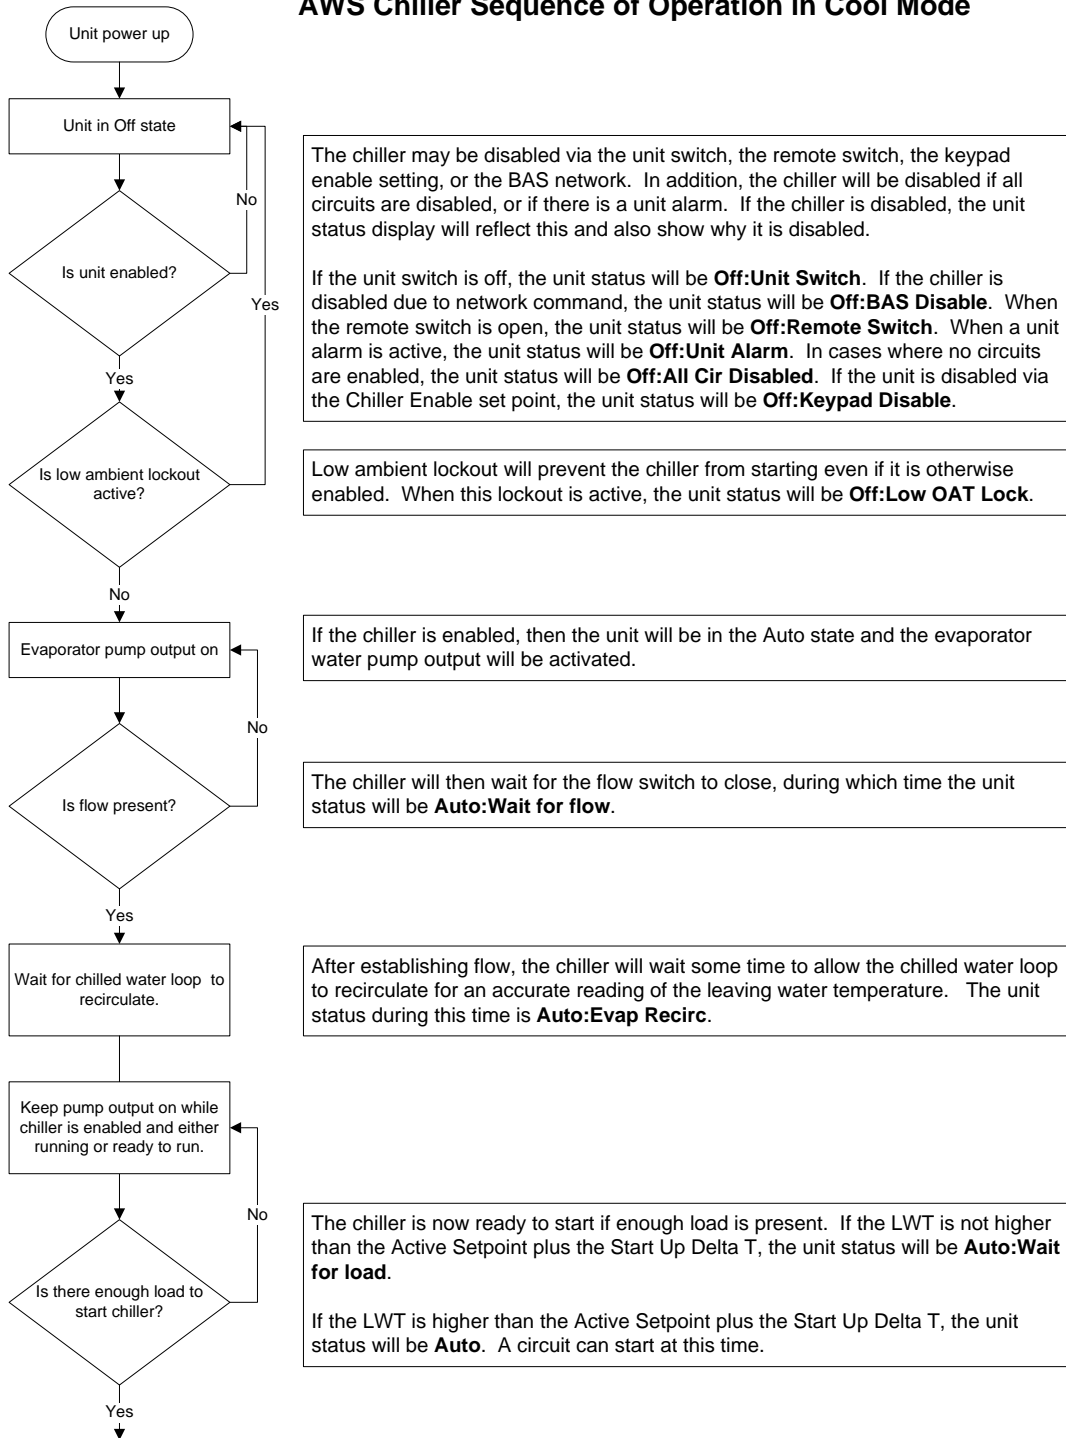 AWS Chiller Sequence of Operation in Cool Mode
Unit power up
Unit in Off state
The chiller may be disabled via the unit switch, the remote switch, the keypad
enable setting, or the BAS network.  In addition, the chiller will be disabled if all
circuits are disabled, or if there is a unit alarm.  If the chiller is disabled, the unit
status display will reflect this and also show why it is disabled.
No
Is unit enabled?
If the unit switch is off, the unit status will be Off:Unit Switch.  If the chiller is
disabled due to network command, the unit status will be Off:BAS Disable.  When
the remote switch is open, the unit status will be Off:Remote Switch.  When a unit
alarm is active, the unit status will be Off:Unit Alarm.  In cases where no circuits
are enabled, the unit status will be Off:All Cir Disabled.  If the unit is disabled via
the Chiller Enable set point, the unit status will be Off:Keypad Disable.
Yes
Yes
Is low ambient lockout
active?
Low ambient lockout will prevent the chiller from starting even if it is otherwise
enabled.  When this lockout is active, the unit status will be Off:Low OAT Lock.
No
Evaporator pump output on
If the chiller is enabled, then the unit will be in the Auto state and the evaporator
water pump output will be activated.
No
Is flow present?
The chiller will then wait for the flow switch to close, during which time the unit
status will be Auto:Wait for flow.
Yes
Wait for chilled water loop to
recirculate.
After establishing flow, the chiller will wait some time to allow the chilled water loop
to recirculate for an accurate reading of the leaving water temperature.   The unit
status during this time is Auto:Evap Recirc.
Keep pump output on while
chiller is enabled and either
running or ready to run.
No
Is there enough load to
start chiller?
The chiller is now ready to start if enough load is present.  If the LWT is not higher
than the Active Setpoint plus the Start Up Delta T, the unit status will be Auto:Wait
for load.
If the LWT is higher than the Active Setpoint plus the Start Up Delta T, the unit
status will be Auto.  A circuit can start at this time.
Yes